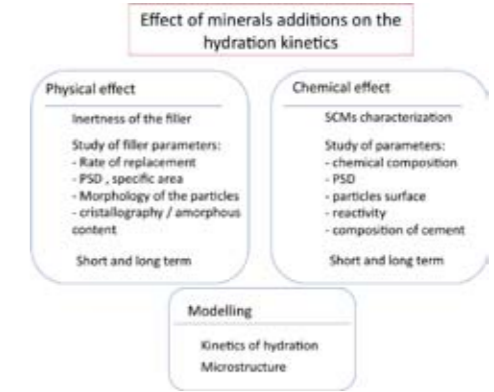 Effect of minerals additions on the
hydration kinetics
Physical effect
Inertness of the filler
Study of filler parameters:
- Rate of replacement
- PSD , specific area
- Morphology of the particles
- cristallography / amorphous
content
Short and long term
Chemical effect
SCMs characterization
Study of parameters:
- chemical composition
- PSD
- particles surface
- reactivity
- composition of cement
Short and long term
Modelling
Kinetics of hydration
Microstructure